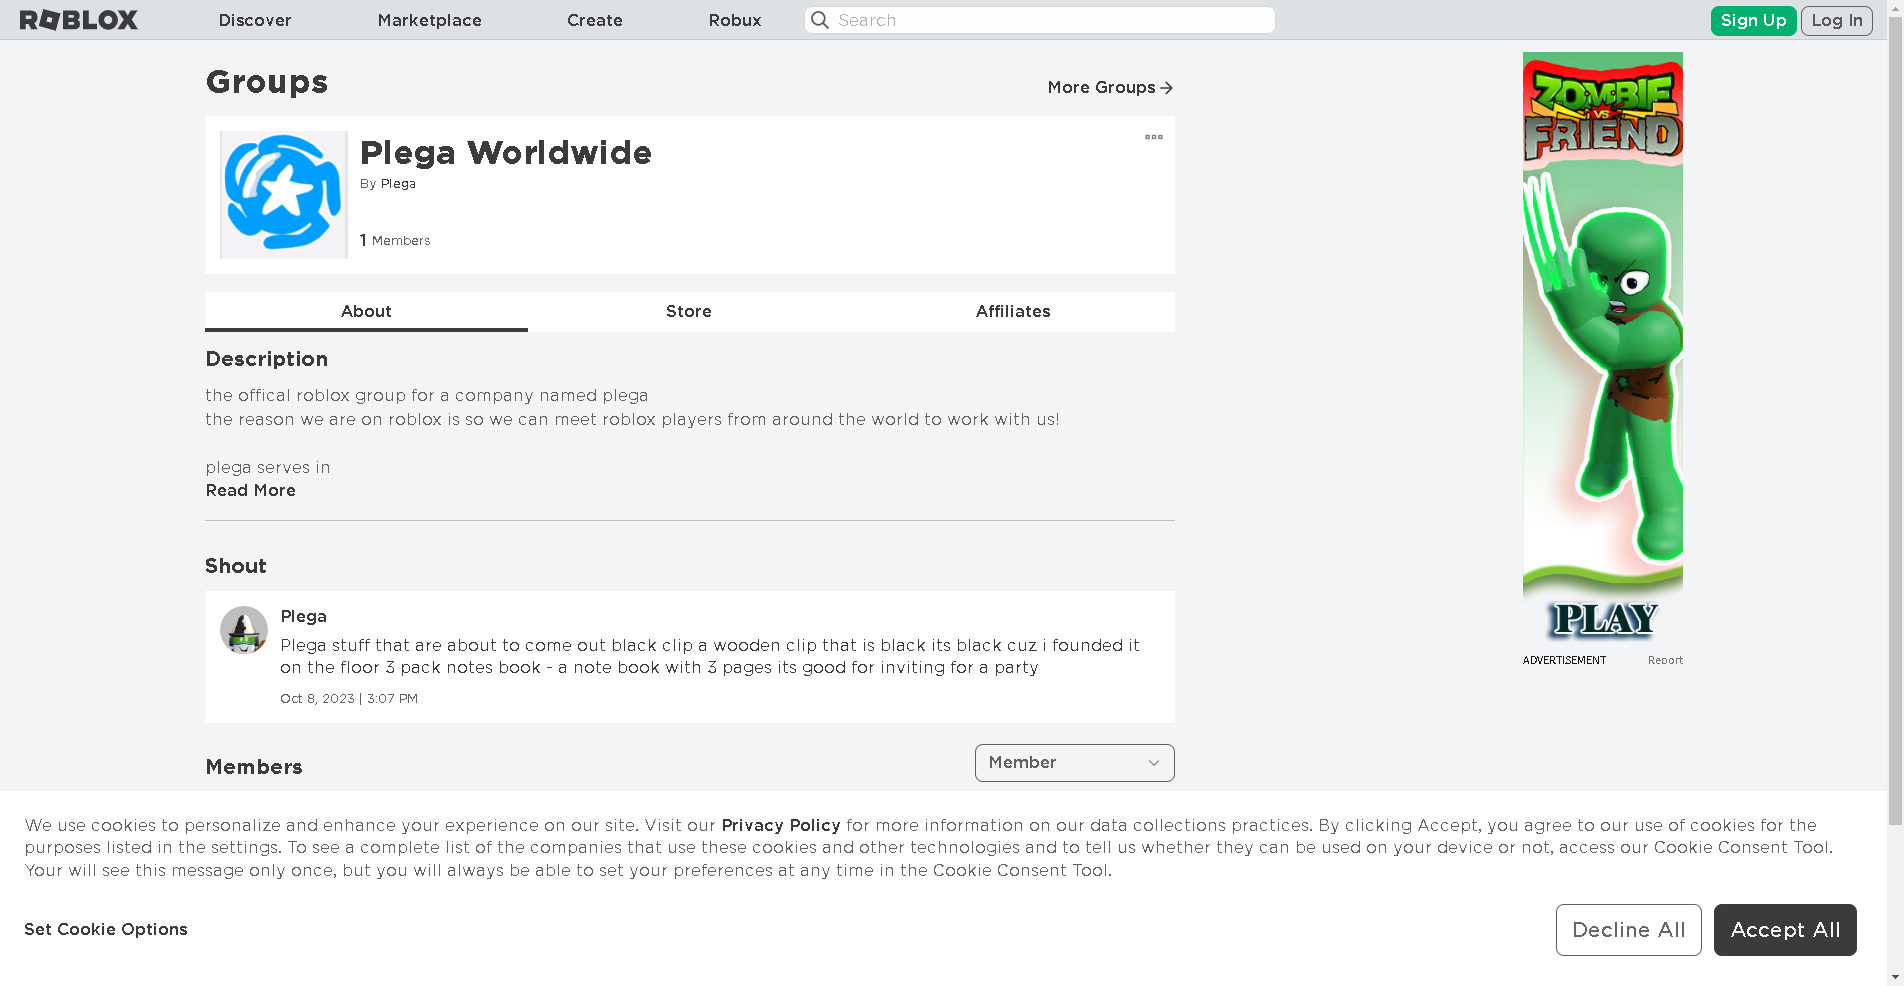 ROBLOX Discover Marketplace Create Robux Search Sign Up Log In
Groups
More Groups
Plega Worldwide
By Plega
1 Members
About Store Affiliates
Description
the offical roblox group for a company named plega
the reason we are on roblox is so we can meet roblox players from around the world to work with us!
plega serves in
Read More
Shout
Plega
Plega stuff that are about to come out black clip a wooden clip that is black its black cuz i founded it
on the floor 3 pack notes book - a note book with 3 pages its good for inviting for a party
Oct 8, 2023 | 3:07 PM
Members
Member
ZOMBIE
VS
FRIEND
PLAY
ADVERTISEMENT Report
We use cookies to personalize and enhance your experience on our site. Visit our Privacy Policy for more information on our data collections practices. By clicking Accept, you agree to our use of cookies for the
purposes listed in the settings. To see a complete list of the companies that use these cookies and other technologies and to tell us whether they can be used on your device or not, access our Cookie Consent Tool.
Your will see this message only once, but you will always be able to set your preferences at any time in the Cookie Consent Tool.
Set Cookie Options
Decline All
Accept All